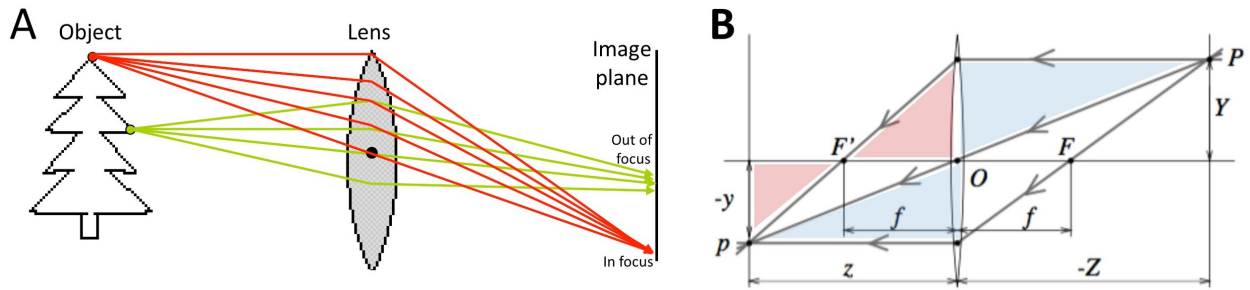 A
Object
Lens
Image
plane
Out of
focus
In focus
B
P
Y
F'
F
O
-y
f
f
p
z
-Z